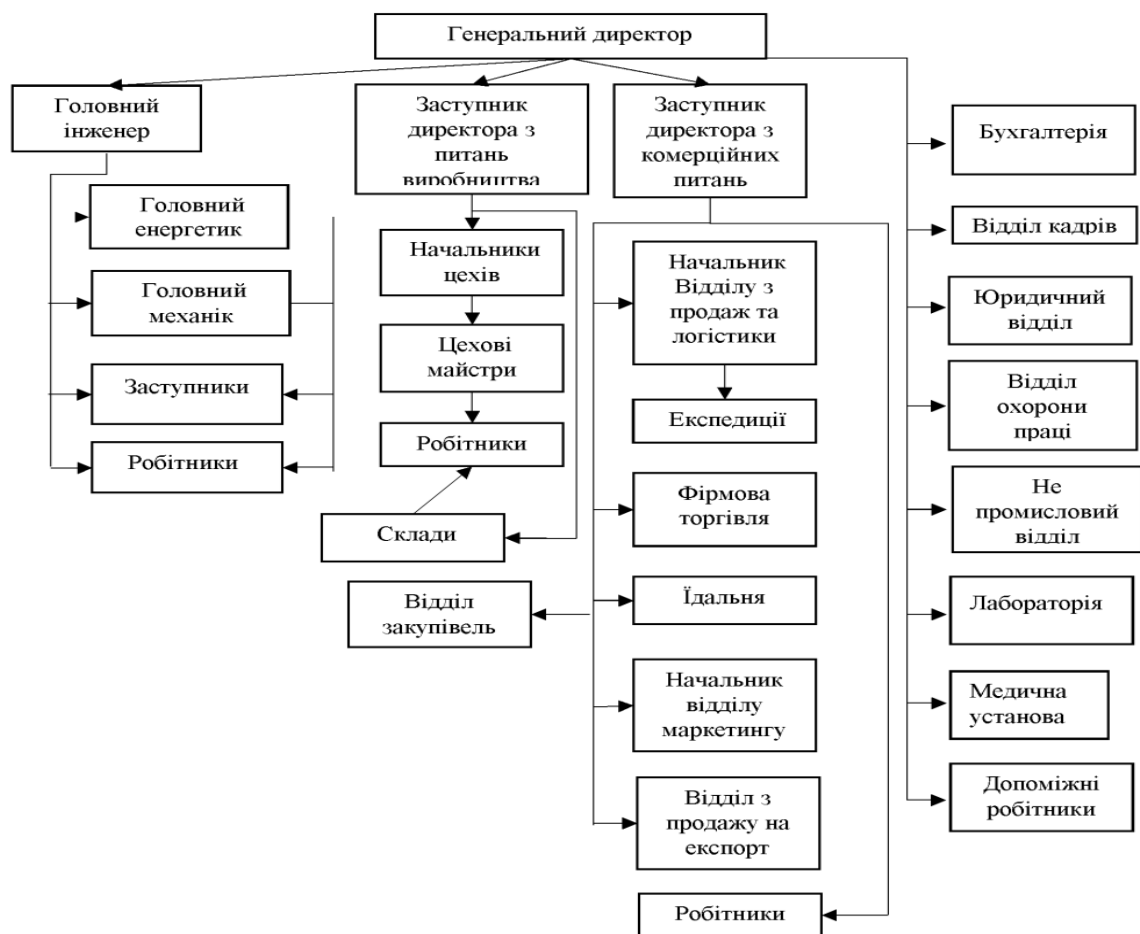 Генеральний директор
Головний
інженер
Головний
енергетик
Головний
механік
Заступники
Робітники
Заступник
директора з
питань
виробництва
Начальники
цехів
Цехові
майстри
Робітники
Склади
Відділ
закупівель
Заступник
директора з
комерційних
питань
Начальник
Відділу з
продаж та
логістики
Експедиції
Фірмова
торгівля
Їдальня
Начальник
відділу
маркетингу
Відділ з
продажу на
експорт
Робітники
Бухгалтерія
Відділ кадрів
Юридичний
відділ
Відділ
охорони
праці
Не
промисловий
відділ
Лабораторія
Медична
установа
Допоміжні
робітники